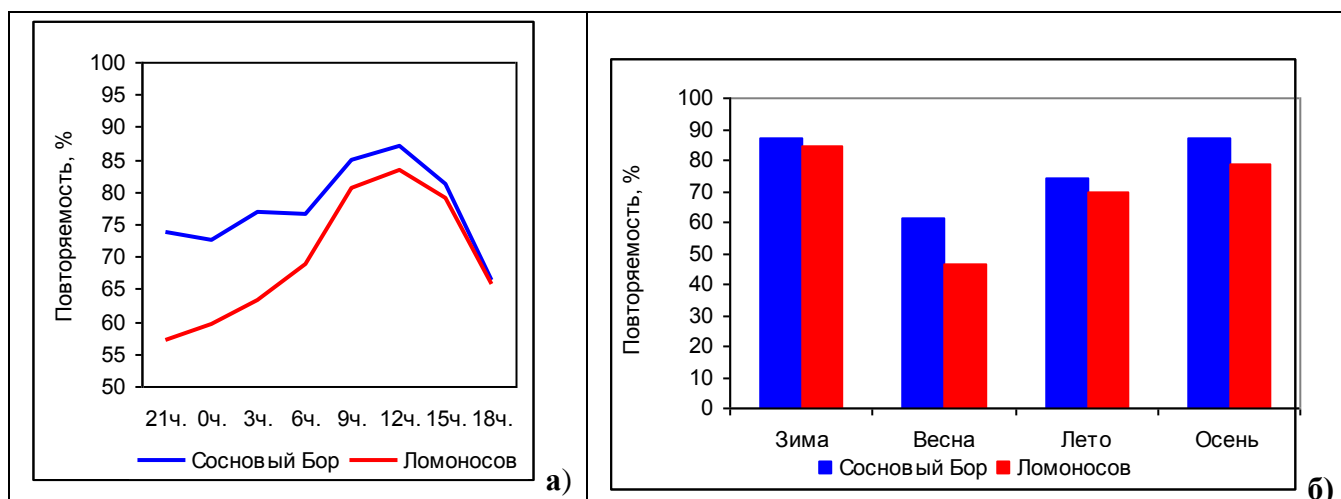 Повторяемость, %
100
95
90
85
80
75
70
65
60
55
50
21ч. 0ч. 3ч. 6ч. 9ч. 12ч. 15ч. 18ч.
Сосновый Бор Ломоносов
а)
Повторяемость, %
100
90
80
70
60
50
40
30
20
10
0
Зима Весна Лето Осень
Сосновый Бор Ломоносов
б)